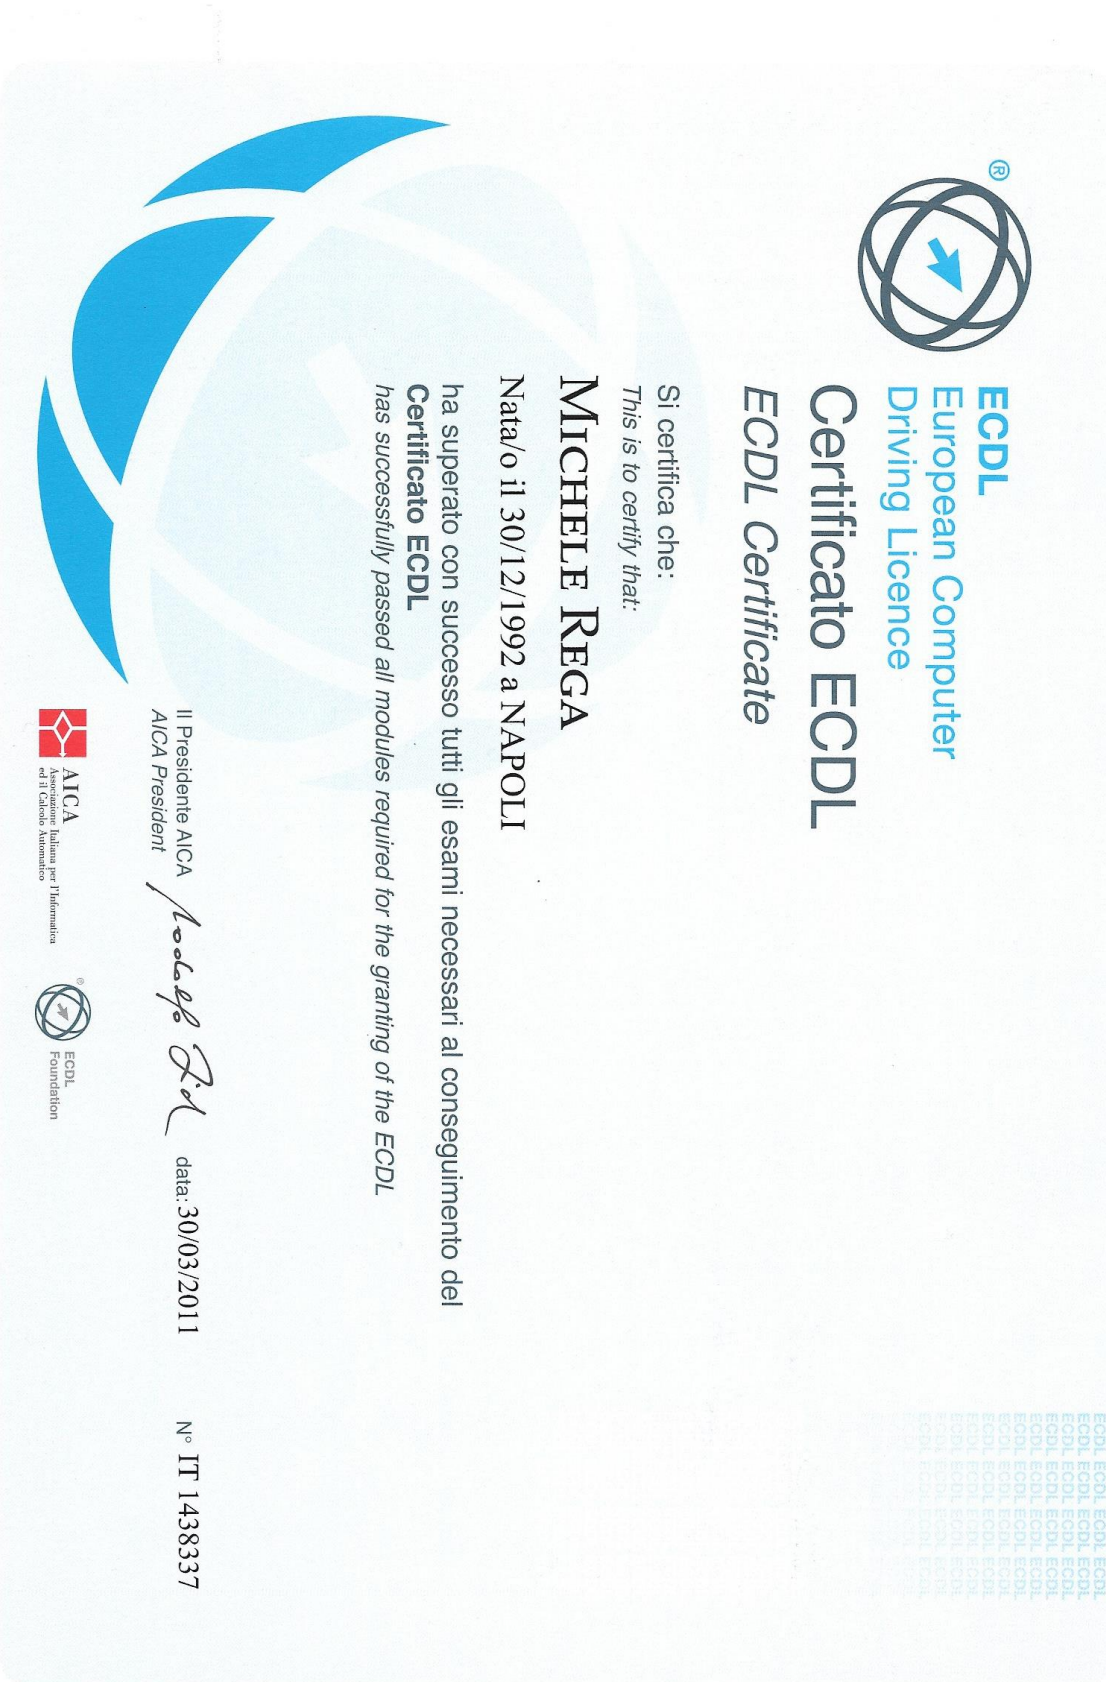 ®
ECDL
European Computer
Driving Licence
Certificato ECDL
ECDL Certificate
Si certifica che:
This is to certify that:
MICHELE REGA
Nata/o il 30/12/1992 a NAPOLI
ha superato con successo tutti gli esami necessari al conseguimento del
Certificato ECDL
has successfully passed all modules required for the granting of the ECDL
Il Presidente AICA
AICA President
data: 30/03/2011
N° IT 1438337
AICA
Associazione Italiana per l'Informatica
ed il Calcolo Automatico
®
ECDL
Foundation